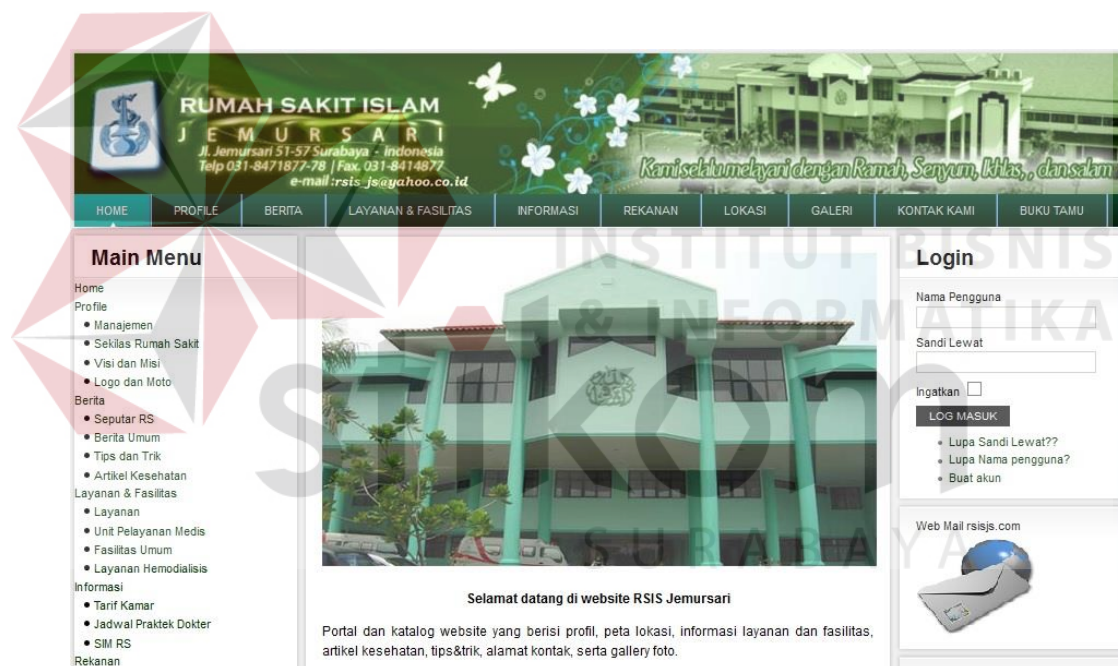 RUMAH SAKIT ISLAM
JEMURSARI
Jl. Jemursari 51-57 Surabaya - Indonesia
Telp 031-8471877-78 | Fax. 031-8414877
e-mail :rsis_js@yahoo.co.id
Kami selalu melayani dengan Ramah, Senyum, Ikhlas, , dan salam
HOME PROFILE BERITA LAYANAN & FASILITAS INFORMASI REKANAN LOKASI GALERI KONTAK KAMI BUKU TAMU
Main Menu
Home
Profile
Manajemen
Sekilas Rumah Sakit
Visi dan Misi
Logo dan Moto
Berita
Seputar RS
Berita Umum
Tips dan Trik
Artikel Kesehatan
Layanan & Fasilitas
Layanan
Unit Pelayanan Medis
Fasilitas Umum
Layanan Hemodialisis
Informasi
Tarif Kamar
Jadwal Praktek Dokter
SIM RS
Rekanan
Selamat datang di website RSIS Jemursari
Portal dan katalog website yang berisi profil, peta lokasi, informasi layanan dan fasilitas,
artikel kesehatan, tips&trik, alamat kontak, serta gallery foto.
Login
Nama Pengguna
Sandi Lewat
Ingatkan
LOG MASUK
Lupa Sandi Lewat??
Lupa Nama pengguna?
Buat akun
Web Mail rsisjs.com
INSTITUT BISNIS
& INFORMATIKA
stikom
SURABAYA